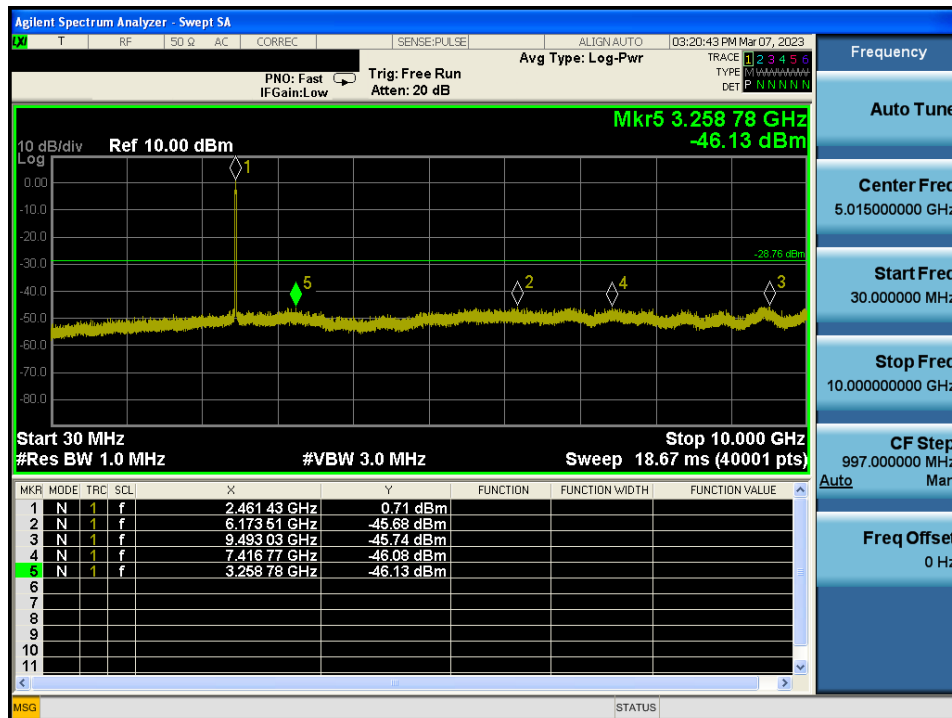 Agilent Spectrum Analyzer - Swept SA
LXI T RF 50 Ω AC CORREC SENSE:PULSE ALIGN AUTO 03:20:43 PM Mar 07, 2023
Frequency
PNO: Fast
IFGain:Low
Trig: Free Run
Atten: 20 dB
Avg Type: Log-Pwr
TRACE 1 2 3 4 5 6
TYPE M
DET P N N N N N
Mkr5 3.258 78 GHz
-46.13 dBm
10 dB/div Ref 10.00 dBm
Log
0.00
-10.0
-20.0
-30.0
-40.0
-50.0
-60.0
-70.0
-80.0
1
5
2
4
3
-28.76 dBm
Start 30 MHz Stop 10.000 GHz
#Res BW 1.0 MHz #VBW 3.0 MHz Sweep 18.67 ms (40001 pts)
MKR MODE TRC SCL X Y FUNCTION FUNCTION WIDTH FUNCTION VALUE
1 N 1 f 2.461 43 GHz 0.71 dBm
2 N 1 f 6.173 51 GHz -45.68 dBm
3 N 1 f 9.493 03 GHz -45.74 dBm
4 N 1 f 7.416 77 GHz -46.08 dBm
5 N 1 f 3.258 78 GHz -46.13 dBm
6
7
8
9
10
11
MSG STATUS
Auto Tune
Center Freq
5.015000000 GHz
Start Freq
30.000000 MHz
Stop Freq
10.000000000 GHz
CF Step
997.000000 MHz
Auto Man
Freq Offset
0 Hz